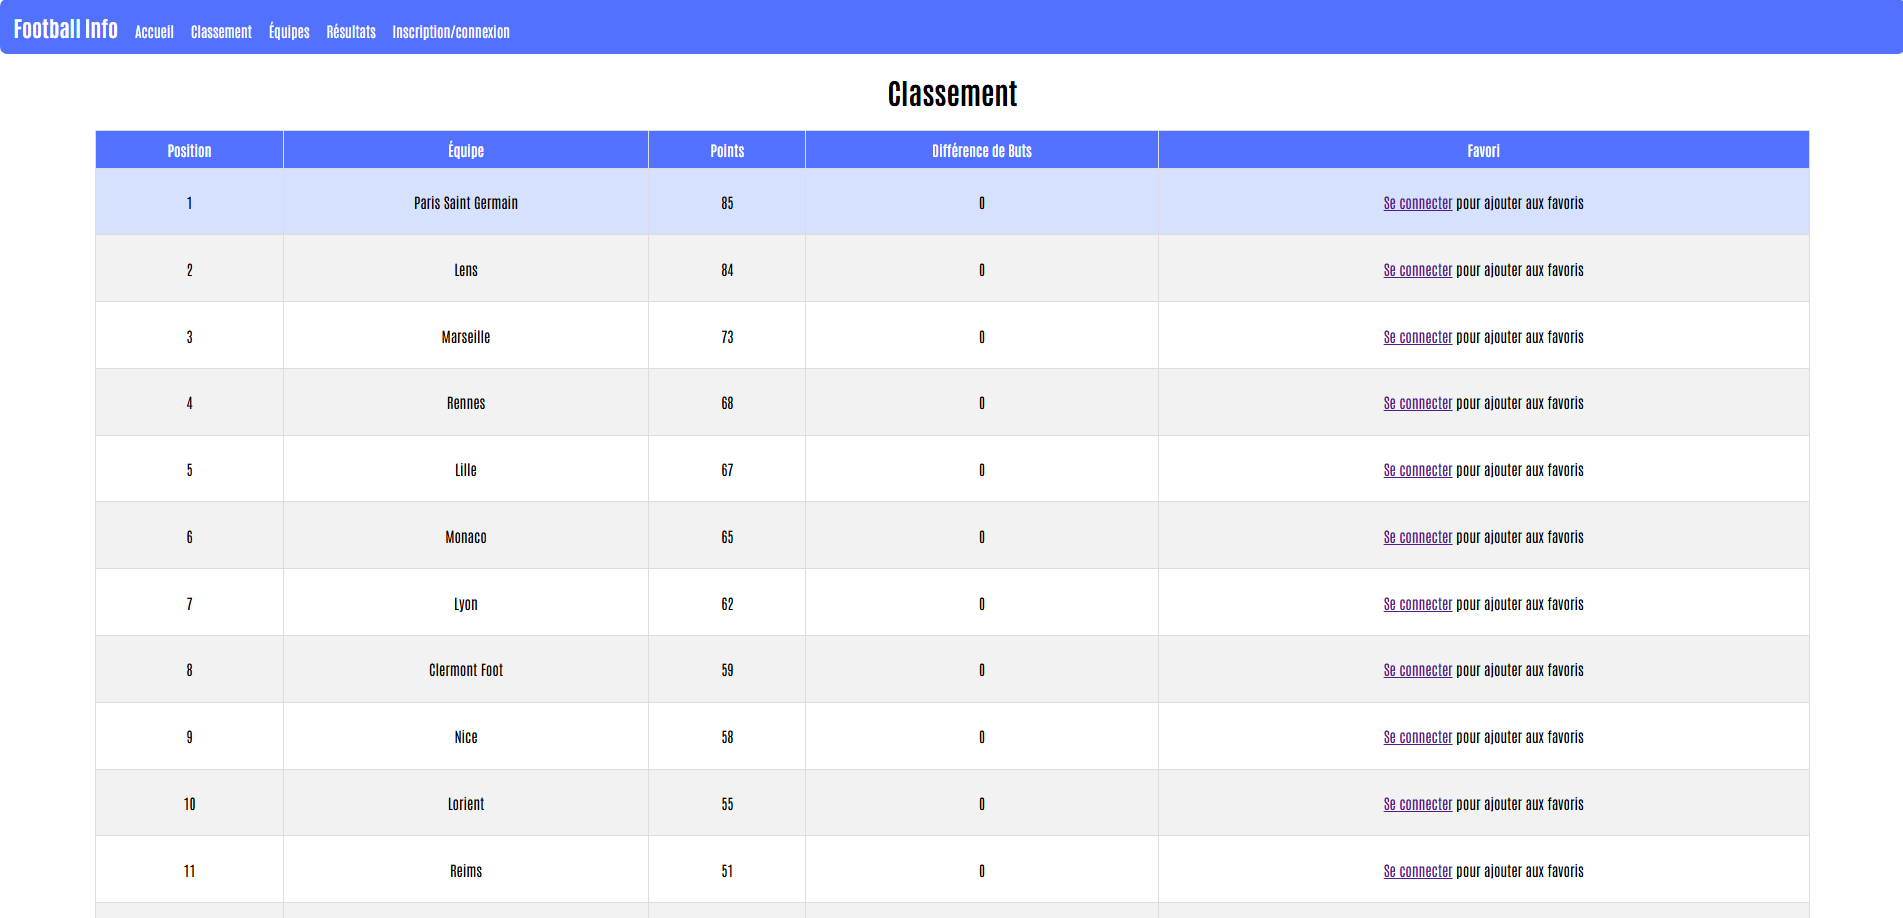 Football Info Accueil Classement Équipes Résultats Inscription/connexion
Classement
Position Équipe Points Différence de Buts Favori
1 Paris Saint Germain 85 0 Se connecter pour ajouter aux favoris
2 Lens 84 0 Se connecter pour ajouter aux favoris
3 Marseille 73 0 Se connecter pour ajouter aux favoris
4 Rennes 68 0 Se connecter pour ajouter aux favoris
5 Lille 67 0 Se connecter pour ajouter aux favoris
6 Monaco 65 0 Se connecter pour ajouter aux favoris
7 Lyon 62 0 Se connecter pour ajouter aux favoris
8 Clermont Foot 59 0 Se connecter pour ajouter aux favoris
9 Nice 58 0 Se connecter pour ajouter aux favoris
10 Lorient 55 0 Se connecter pour ajouter aux favoris
11 Reims 51 0 Se connecter pour ajouter aux favoris